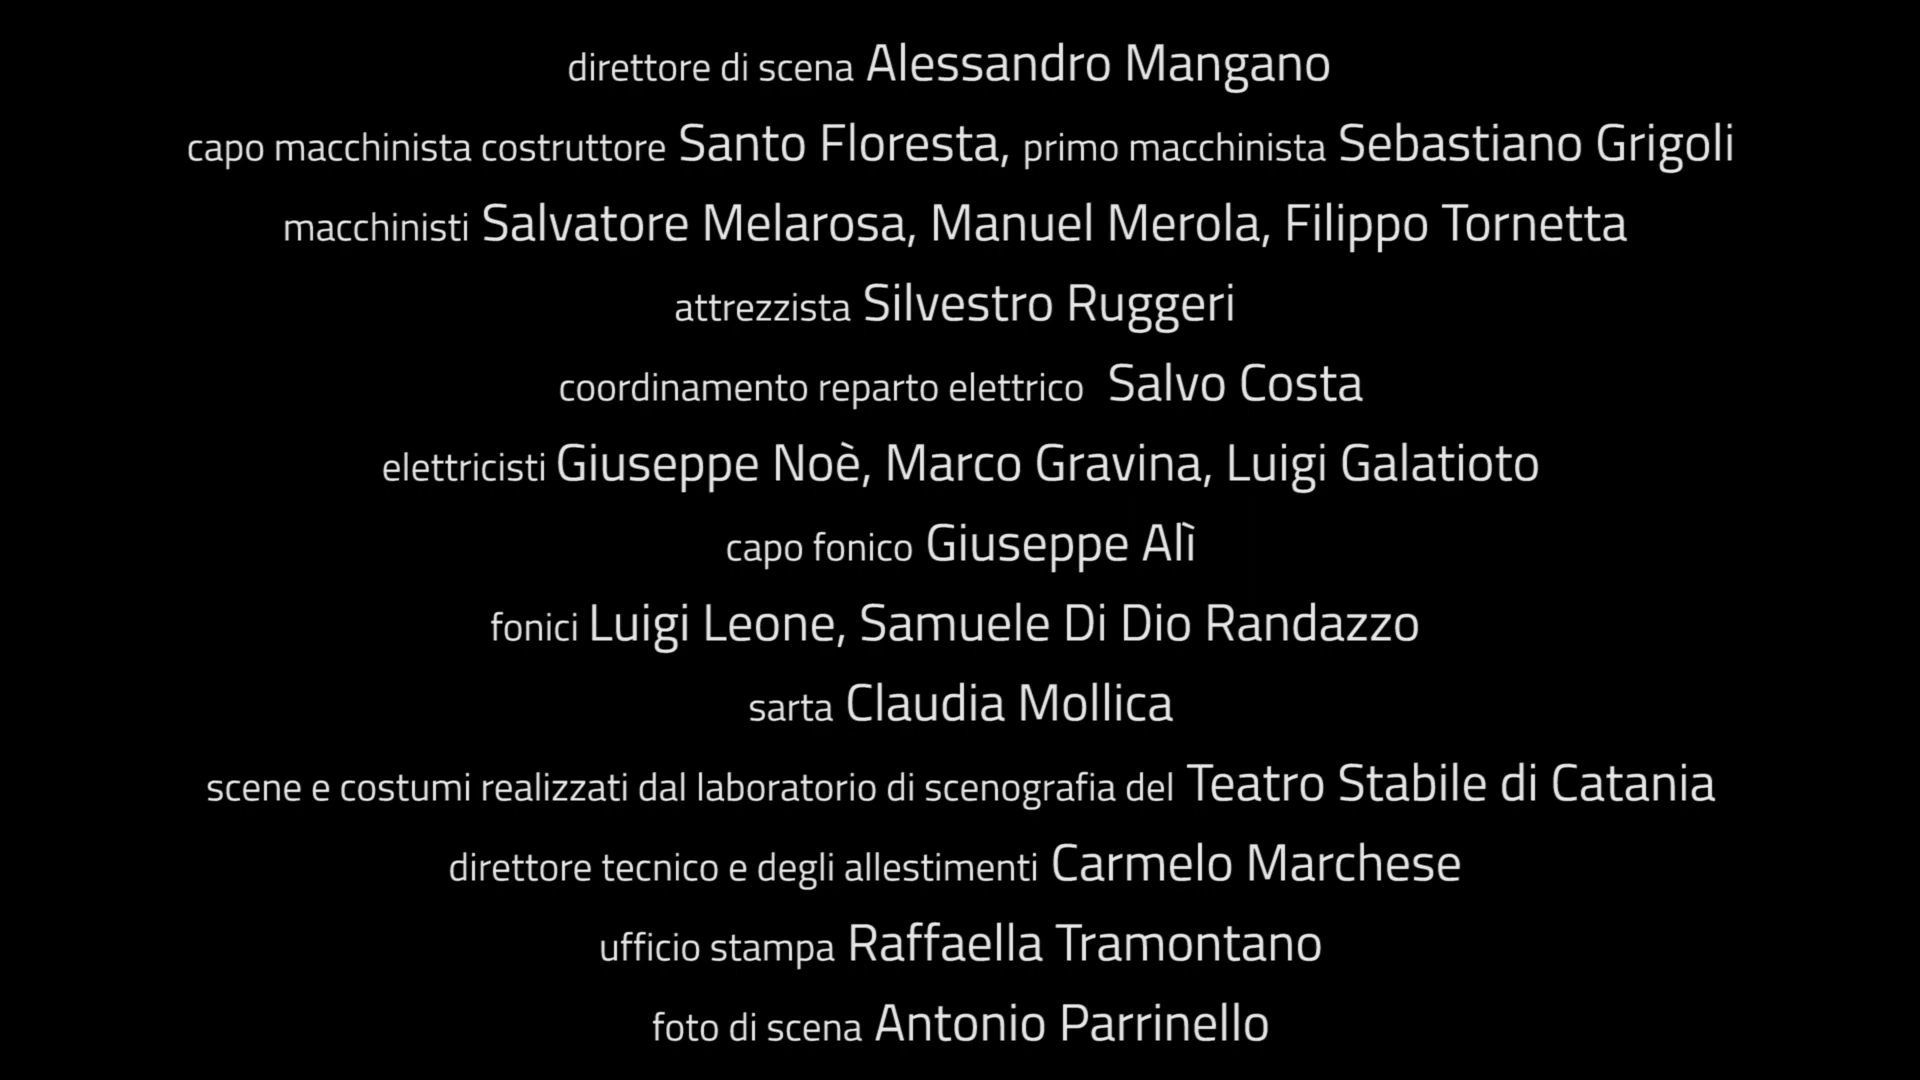 direttore di scena Alessandro Mangano
capo macchinista costruttore Santo Floresta, primo macchinista Sebastiano Grigoli
macchinisti Salvatore Melarosa, Manuel Merola, Filippo Tornetta
attrezzista Silvestro Ruggeri
coordinamento reparto elettrico Salvo Costa
elettricisti Giuseppe Noè, Marco Gravina, Luigi Galatioto
capo fonico Giuseppe Alì
fonici Luigi Leone, Samuele Di Dio Randazzo
sarta Claudia Mollica
scene e costumi realizzati dal laboratorio di scenografia del Teatro Stabile di Catania
direttore tecnico e degli allestimenti Carmelo Marchese
ufficio stampa Raffaella Tramontano
foto di scena Antonio Parrinello